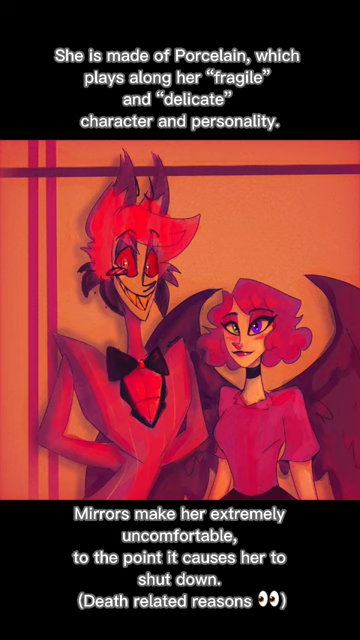 She is made of Porcelain, which
plays along her “fragile”
and “delicate”
character and personality.
Mirrors make her extremely
uncomfortable,
to the point it causes her to
shut down.
(Death related reasons 👀)